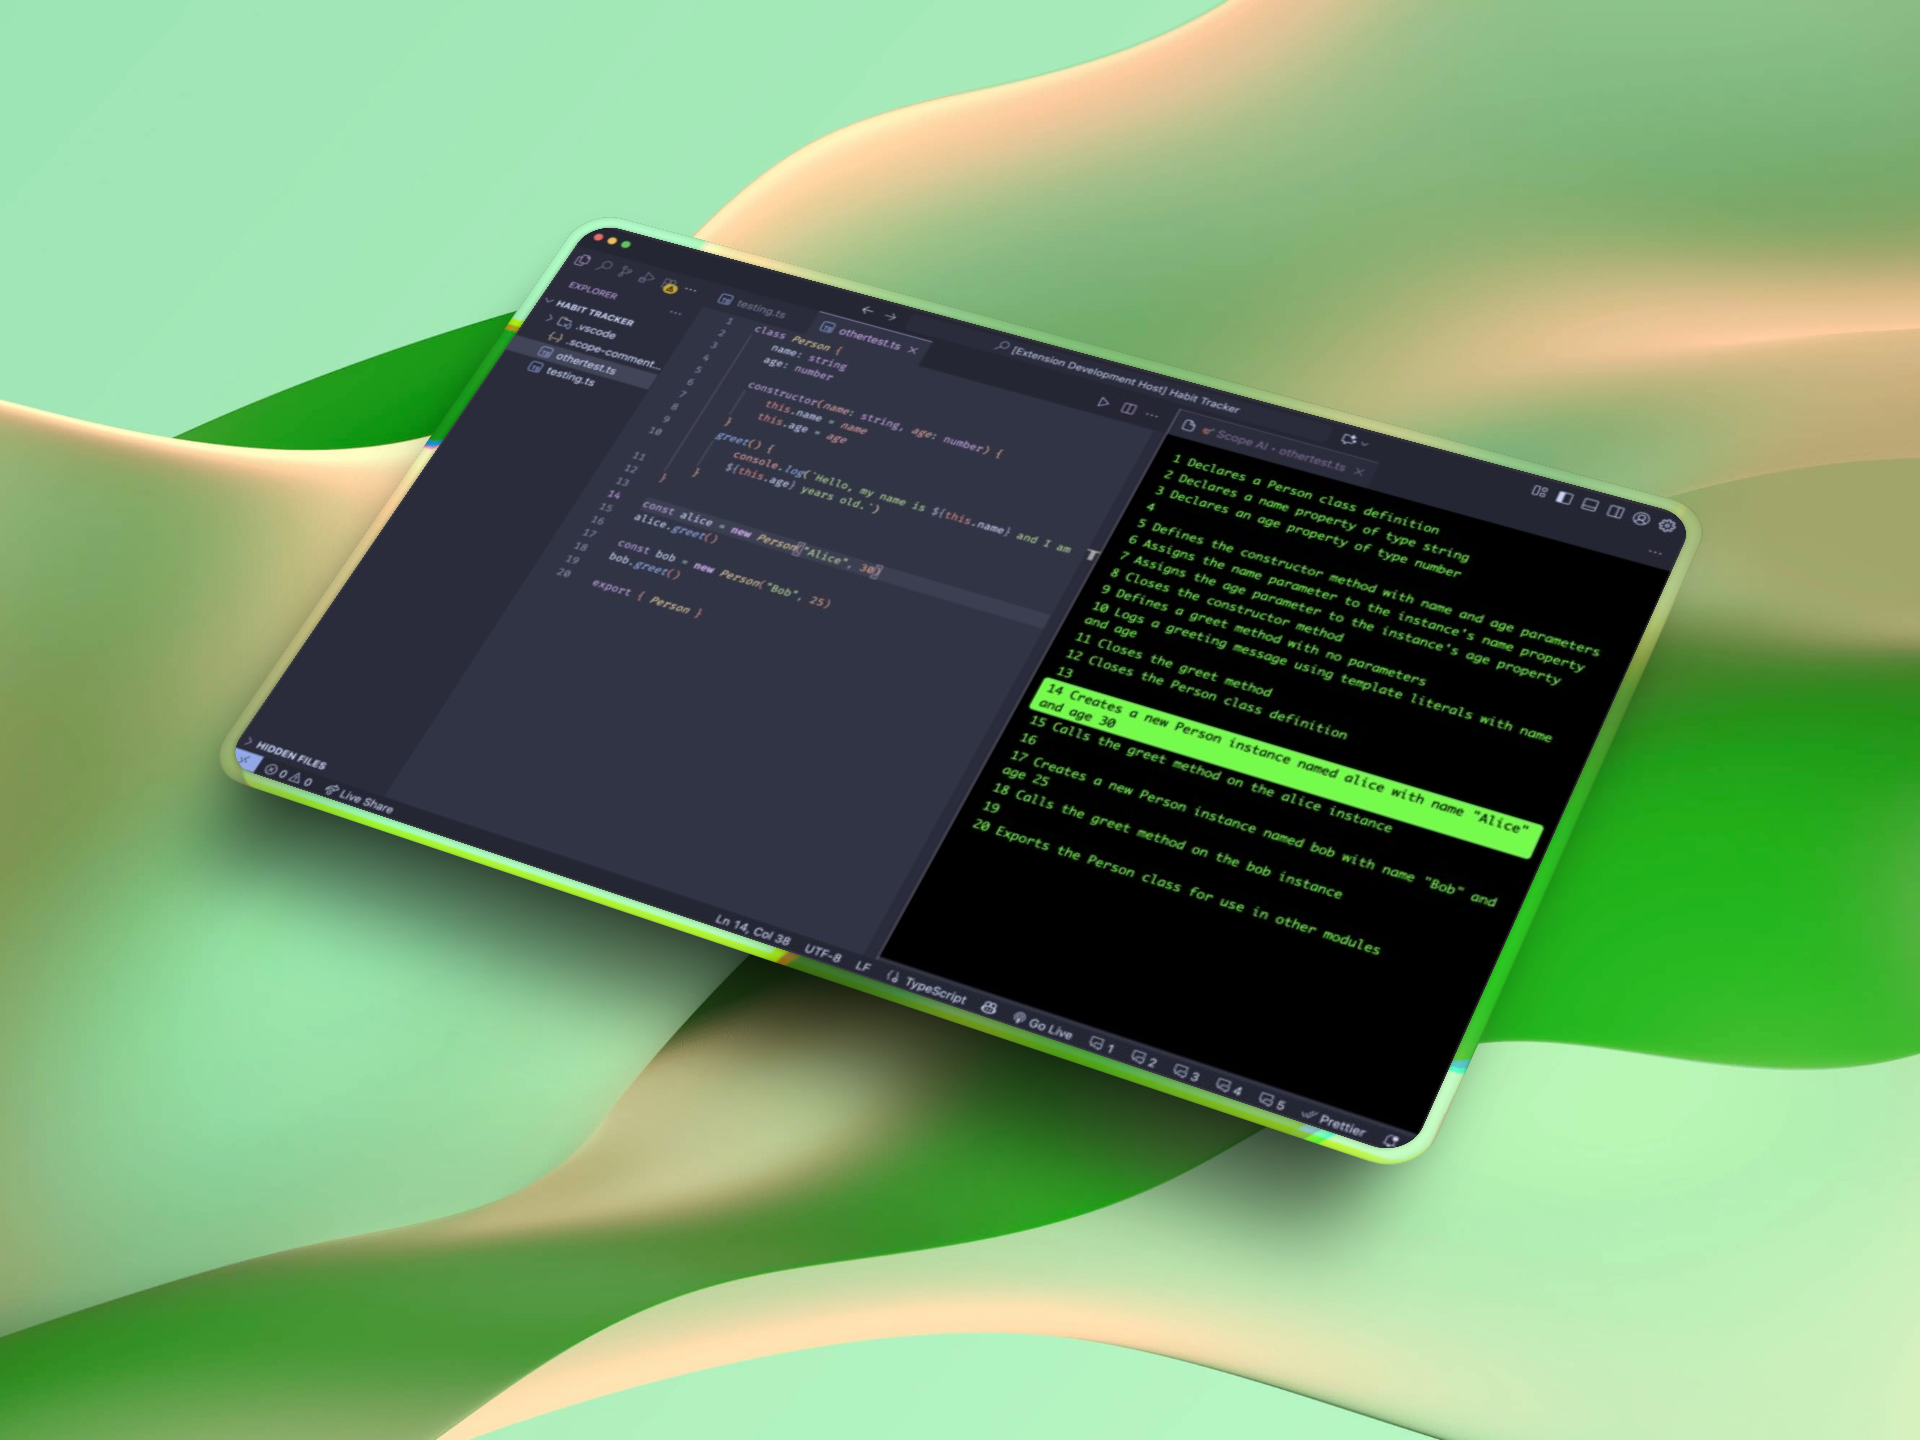 [Extension Development Host] Habit Tracker
EXPLORER
HABIT TRACKER
.vscode
.scope-comment...
othertest.ts
testing.ts
HIDDEN FILES
testing.ts
othertest.ts
1 class Person {
2 name: string
3 age: number
4
5 constructor(name: string, age: number) {
6 this.name = name
7 this.age = age
8 }
9 greet() {
10 console.log(`Hello, my name is ${this.name} and I am
${this.age} years old.`)
11 }
12 }
13
14 const alice = new Person("Alice", 30)
15 alice.greet()
16
17 const bob = new Person("Bob", 25)
18 bob.greet()
19
20 export { Person }
Scope AI • othertest.ts
1 Declares a Person class definition
2 Declares a name property of type string
3 Declares an age property of type number
4
5 Defines the constructor method with name and age parameters
6 Assigns the name parameter to the instance's name property
7 Assigns the age parameter to the instance's age property
8 Closes the constructor method
9 Defines a greet method with no parameters
10 Logs a greeting message using template literals with name
and age
11 Closes the greet method
12 Closes the Person class definition
13
14 Creates a new Person instance named alice with name "Alice"
and age 30
15 Calls the greet method on the alice instance
16
17 Creates a new Person instance named bob with name "Bob" and
age 25
18 Calls the greet method on the bob instance
19
20 Exports the Person class for use in other modules
0 0 Live Share
Ln 14, Col 38 UTF-8 LF TypeScript Go Live 1 2 3 4 5 Prettier